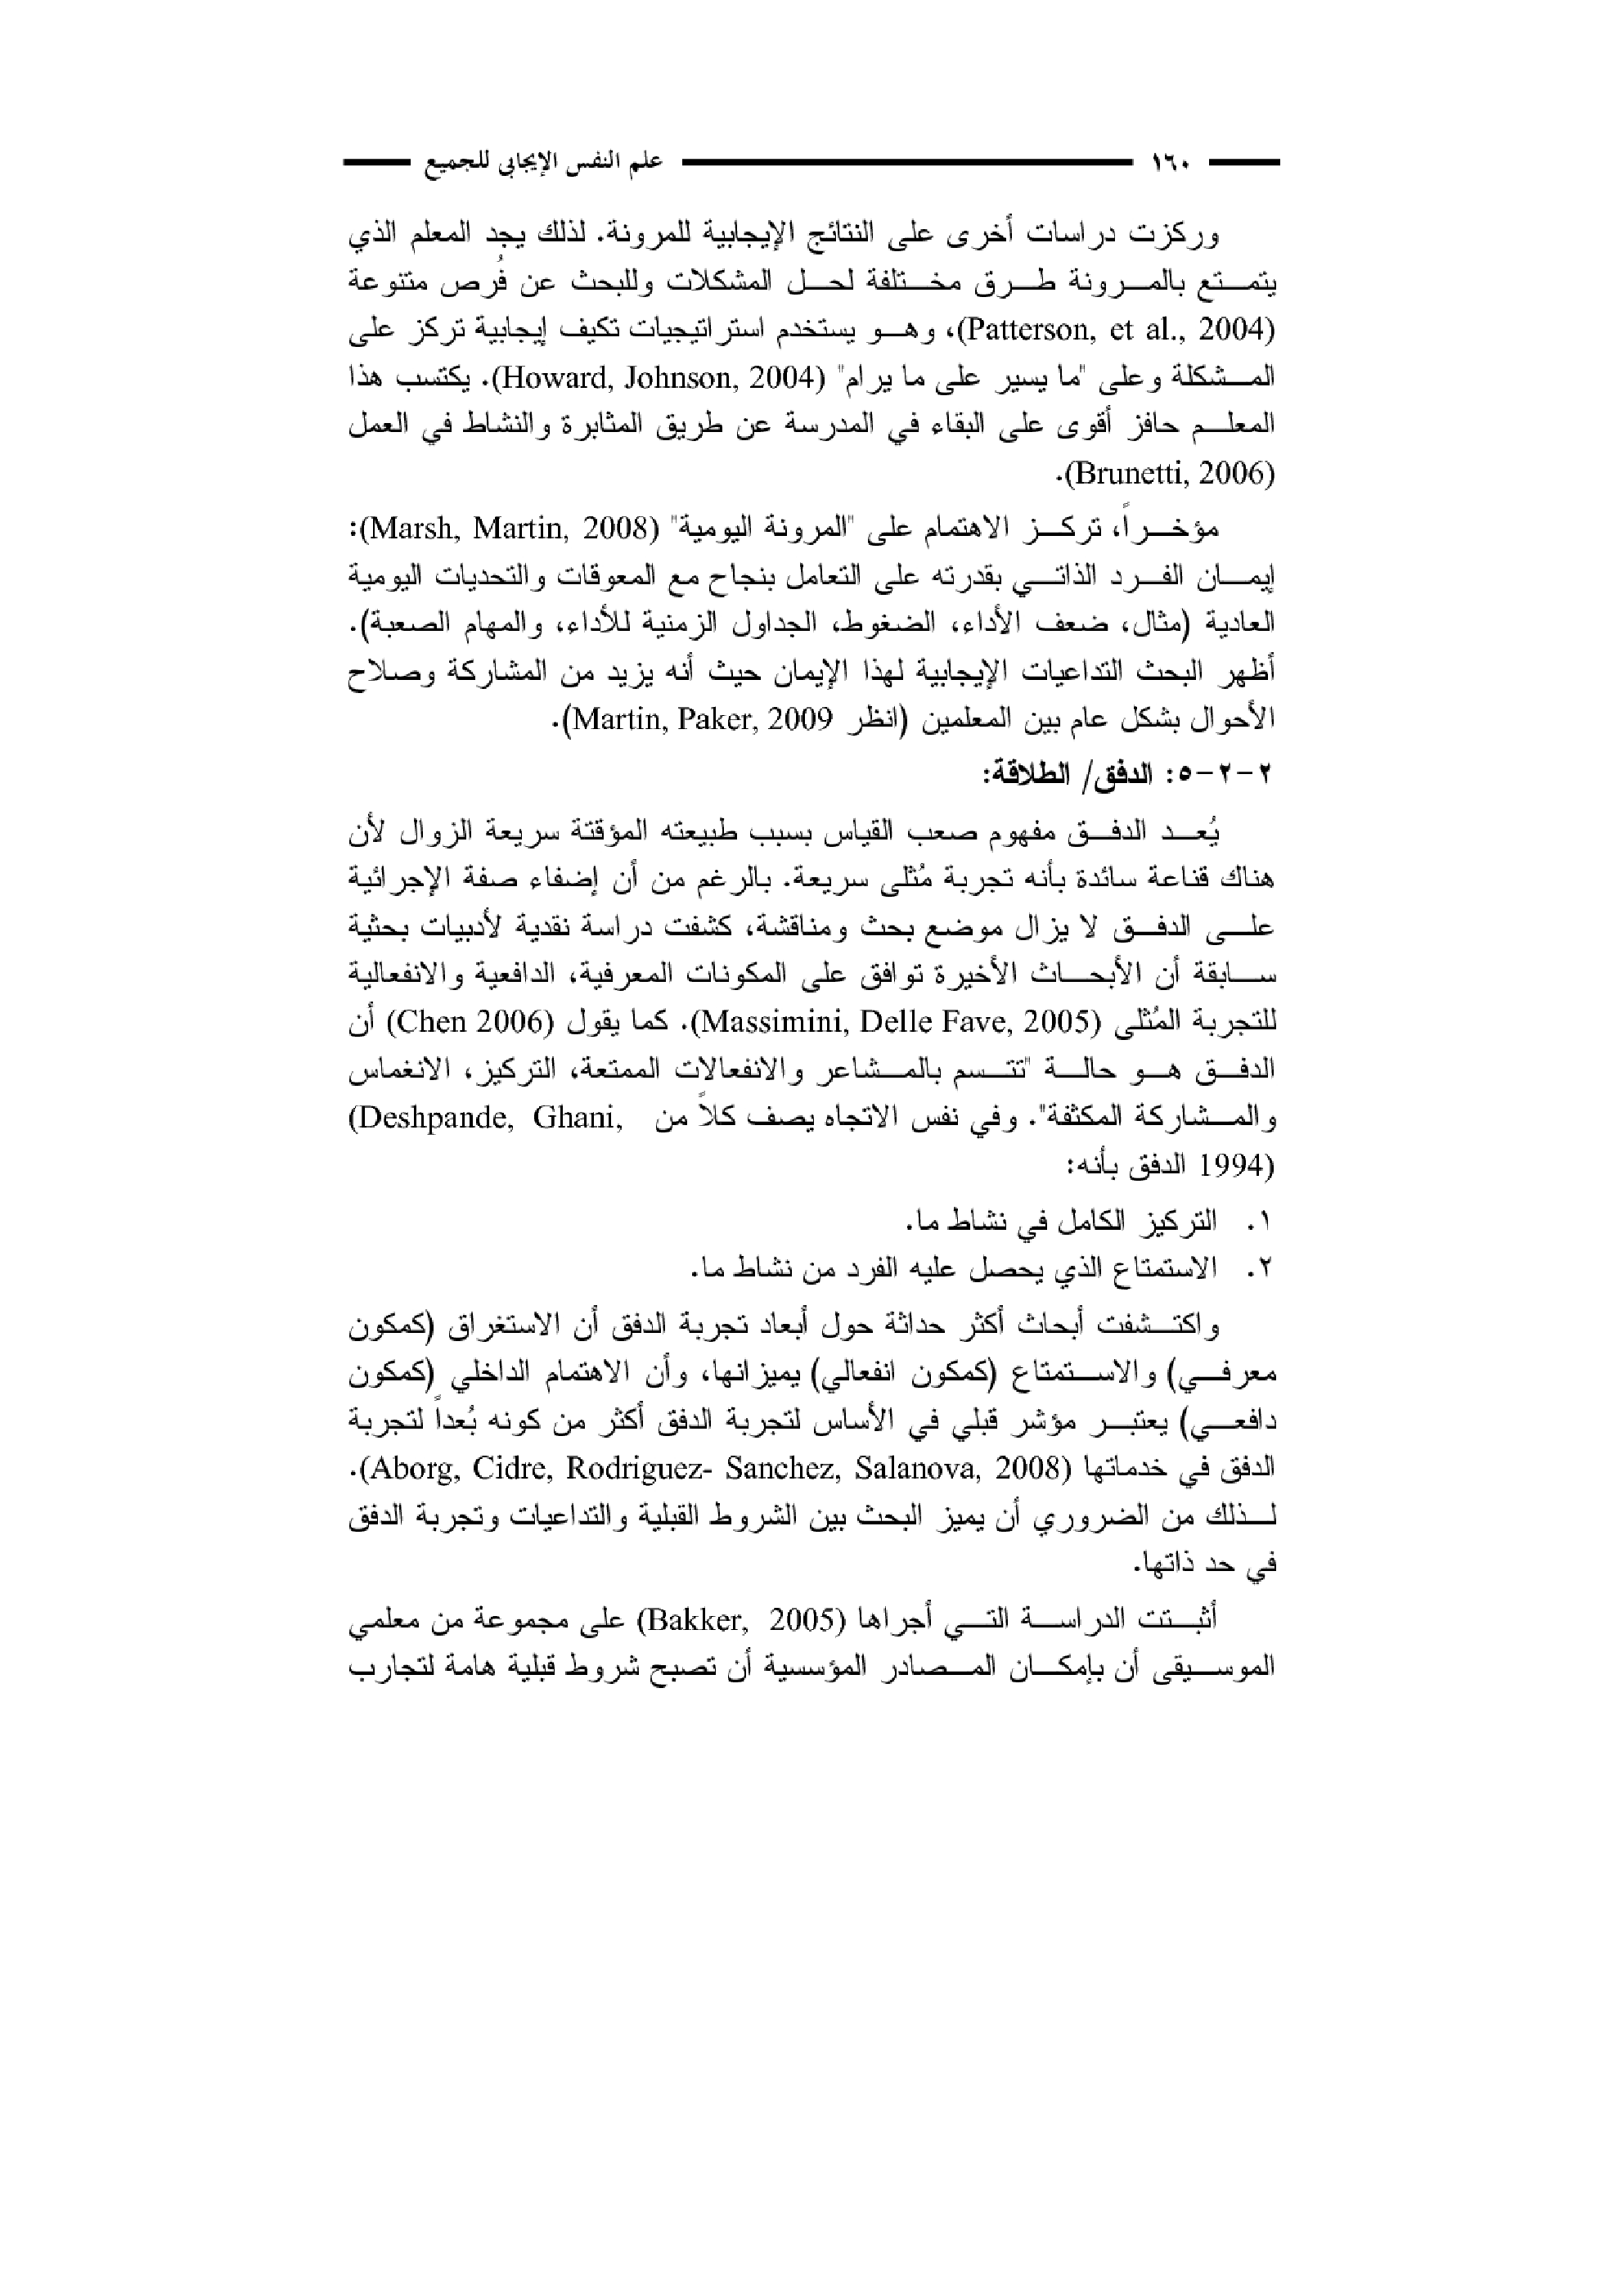 ١٦٠ علم النفس الإيجابي للجميع
وركزت دراسات أخرى على النتائج الإيجابية للمرونة. لذلك يجد المعلم الذي
يتمتع بالمرونة طرق مختلفة لحل المشكلات وللبحث عن فُرص متنوعة
(Patterson, et al., 2004)، وهو يستخدم استراتيجيات تكيف إيجابية تركز على
المشكلة وعلى "ما يسير على ما يرام" (Howard, Johnson, 2004). يكتسب هذا
المعلم حافز أقوى على البقاء في المدرسة عن طريق المثابرة والنشاط في العمل
(Brunetti, 2006).
مؤخراً، تركز الاهتمام على "المرونة اليومية" (Marsh, Martin, 2008):
إيمان الفرد الذاتي بقدرته على التعامل بنجاح مع المعوقات والتحديات اليومية
العادية (مثال، ضعف الأداء، الضغوط، الجداول الزمنية للأداء، والمهام الصعبة).
أظهر البحث التداعيات الإيجابية لهذا الإيمان حيث أنه يزيد من المشاركة وصلاح
الأحوال بشكل عام بين المعلمين (انظر Martin, Paker, 2009).
٢-٢-٥: الدفق/ الطلاقة:
يُعد الدفق مفهوم صعب القياس بسبب طبيعته المؤقتة سريعة الزوال لأن
هناك قناعة سائدة بأنه تجربة مُثلى سريعة. بالرغم من أن إضفاء صفة الإجرائية
على الدفق لا يزال موضع بحث ومناقشة، كشفت دراسة نقدية لأدبيات بحثية
سابقة أن الأبحاث الأخيرة توافق على المكونات المعرفية، الدافعية والانفعالية
للتجربة المُثلى (Massimini, Delle Fave, 2005). كما يقول (Chen 2006) أن
الدفق هو حالة "تتسم بالمشاعر والانفعالات الممتعة، التركيز، الانغماس
والمشاركة المكثفة". وفي نفس الاتجاه يصف كلاً من (Deshpande, Ghani,
1994) الدفق بأنه:
١. التركيز الكامل في نشاط ما.
٢. الاستمتاع الذي يحصل عليه الفرد من نشاط ما.
واكتشفت أبحاث أكثر حداثة حول أبعاد تجربة الدفق أن الاستغراق (كمكون
معرفي) والاستمتاع (كمكون انفعالي) يميزانها، وأن الاهتمام الداخلي (كمكون
دافعي) يعتبر مؤشر قبلي في الأساس لتجربة الدفق أكثر من كونه بُعداً لتجربة
الدفق في خدماتها (Aborg, Cidre, Rodriguez- Sanchez, Salanova, 2008).
لذلك من الضروري أن يميز البحث بين الشروط القبلية والتداعيات وتجربة الدفق
في حد ذاتها.
أثبتت الدراسة التي أجراها (Bakker, 2005) على مجموعة من معلمي
الموسيقى أن بإمكان المصادر المؤسسية أن تصبح شروط قبلية هامة لتجارب